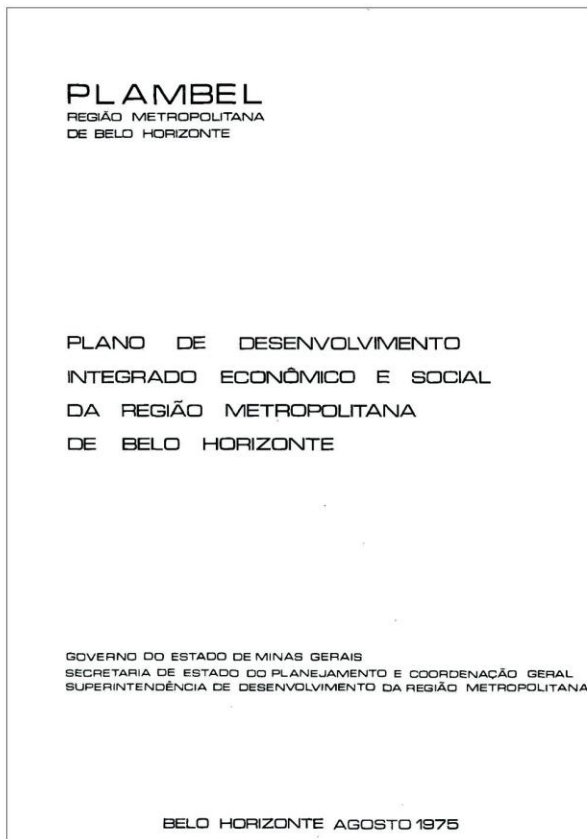 PLAMBEL
REGIÃO METROPOLITANA
DE BELO HORIZONTE
PLANO DE DESENVOLVIMENTO
INTEGRADO ECONÔMICO E SOCIAL
DA REGIÃO METROPOLITANA
DE BELO HORIZONTE
GOVERNO DO ESTADO DE MINAS GERAIS
SECRETARIA DE ESTADO DO PLANEJAMENTO E COORDENAÇÃO GERAL
SUPERINTENDÊNCIA DE DESENVOLVIMENTO DA REGIÃO METROPOLITANA
BELO HORIZONTE AGOSTO 1975